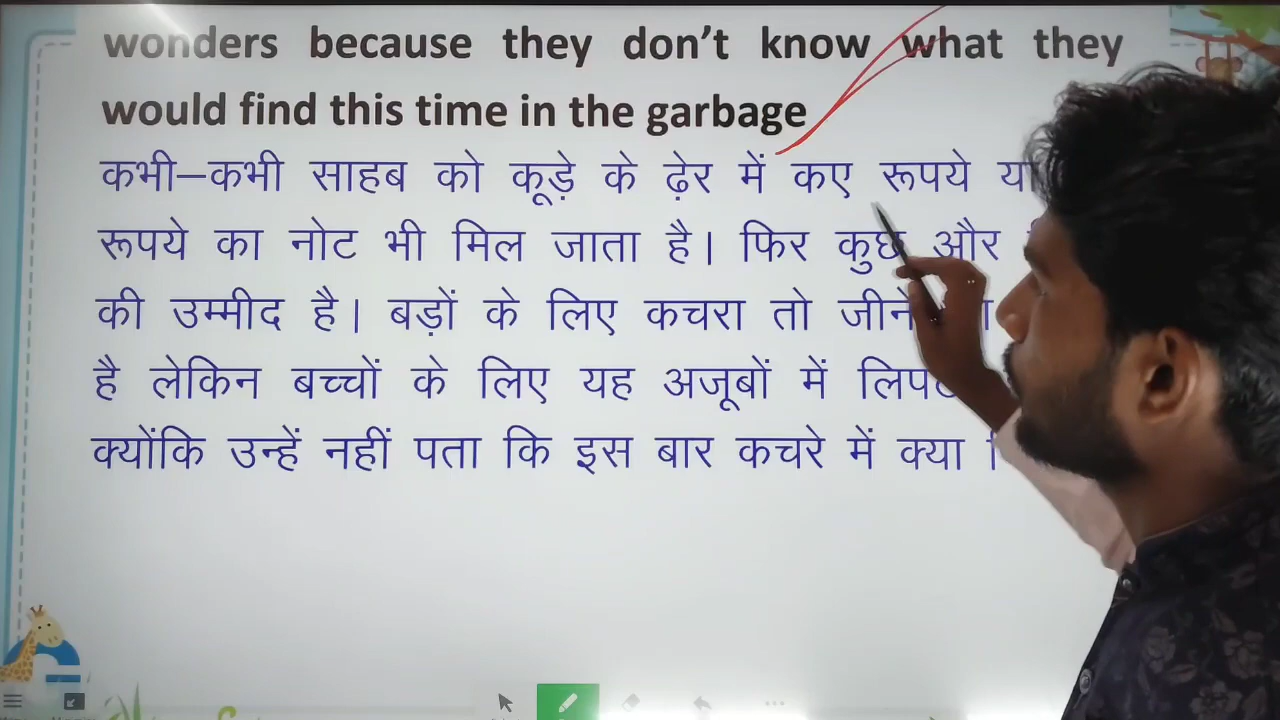 wonders because they don't know what they
would find this time in the garbage
कभी–कभी साहब को कूड़े के ढ़ेर में कए रूपये
रूपये का नोट भी मिल जाता है। फिर कुछ और
की उम्मीद है। बड़ों के लिए कचरा तो जीने
है लेकिन बच्चों के लिए यह अजूबों में
क्योंकि उन्हें नहीं पता कि इस बार कचरे में क्या